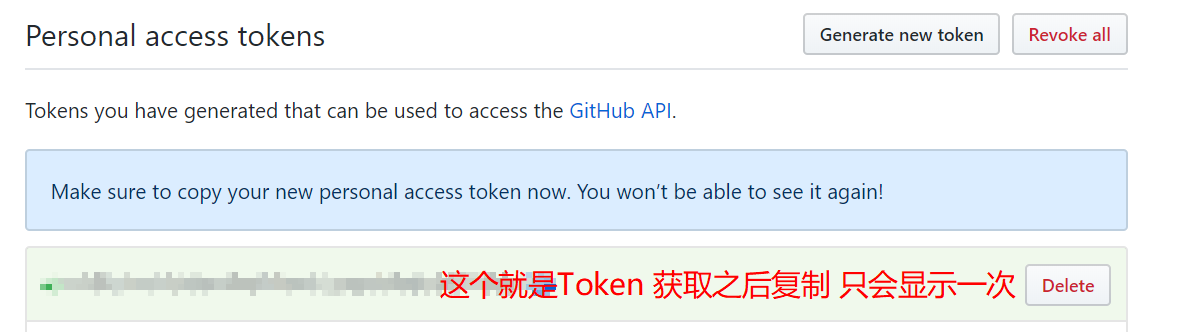 Personal access tokens
Generate new token
Revoke all
Tokens you have generated that can be used to access the GitHub API.
Make sure to copy your new personal access token now. You won’t be able to see it again!
这个就是Token 获取之后复制 只会显示一次
Delete